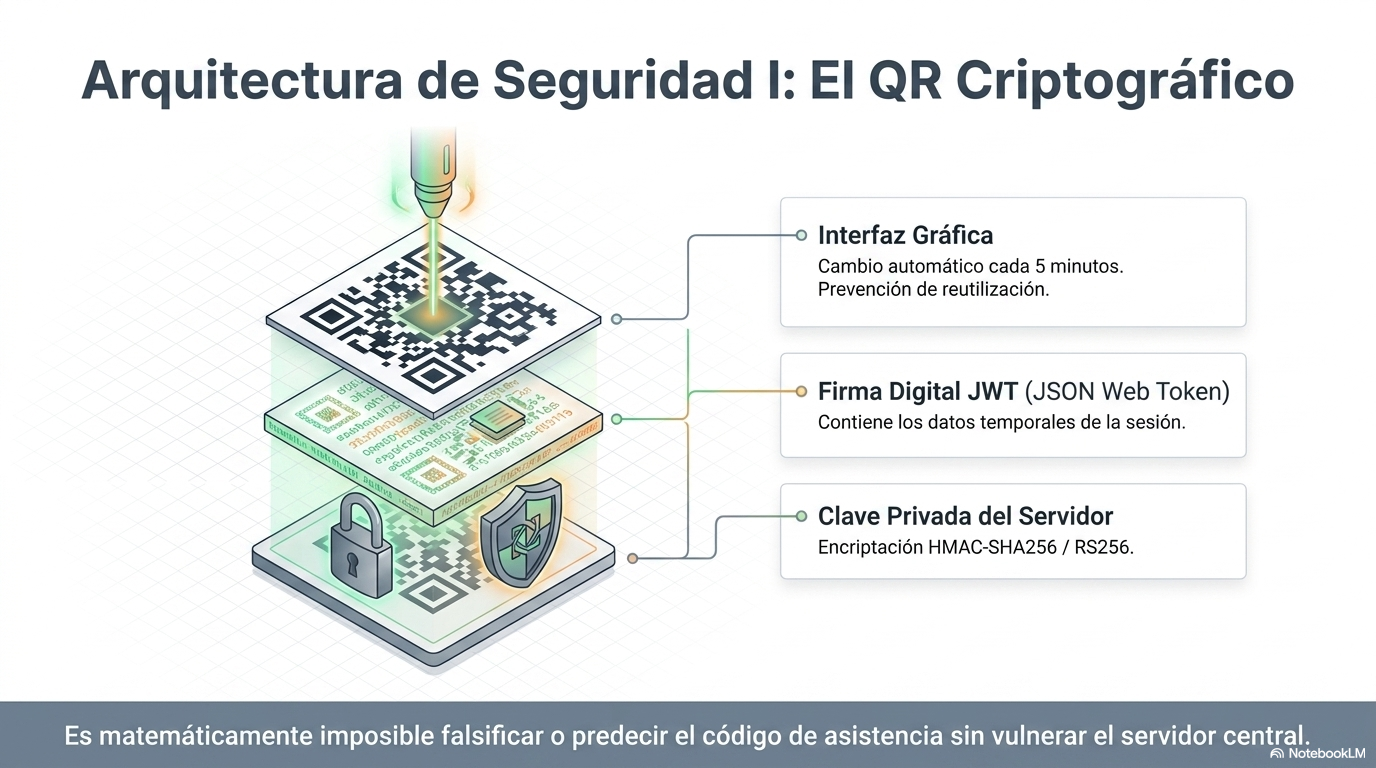 Arquitectura de Seguridad I: El QR Criptográfico
Interfaz Gráfica
Cambio automático cada 5 minutos.
Prevención de reutilización.
Firma Digital JWT (JSON Web Token)
Contiene los datos temporales de la sesión.
Clave Privada del Servidor
Encriptación HMAC-SHA256 / RS256.
Es matemáticamente imposible falsificar o predecir el código de asistencia sin vulnerar el servidor central.
NotebookLM